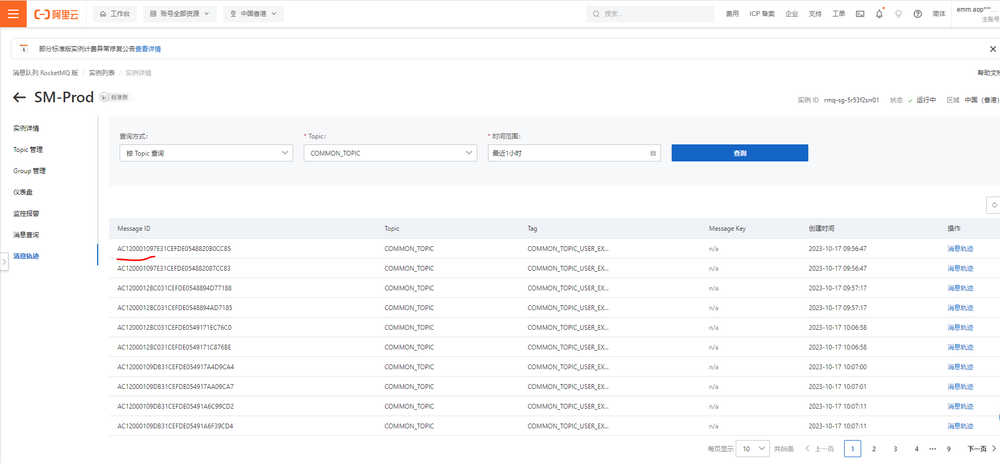 阿里云 工作台 账号全部资源 中国香港 搜索... 费用 ICP 备案 企业 支持 工单 简体 emm.aop***...
主账号
部分标准版实例计费异常修复公告查看详情
消息队列 RocketMQ 版 / 实例列表 / 实例详情 帮助文档
SM-Prod 标准版
实例 ID rmq-sg-5r53f2srr01 状态 运行中 区域 中国（香港）
实例详情
Topic 管理
Group 管理
仪表盘
监控报警
消息查询
消息轨迹
查询方式: * Topic: * 时间范围:
按 Topic 查询 COMMON_TOPIC 最近1小时 查询
Message ID Topic Tag Message Key 创建时间 操作
AC120001097E31CEFDE0548820B0CC85 COMMON_TOPIC COMMON_TOPIC_USER_EX... n/a 2023-10-17 09:56:47 消息轨迹
AC120001097E31CEFDE054882087CC83 COMMON_TOPIC COMMON_TOPIC_USER_EX... n/a 2023-10-17 09:56:47 消息轨迹
AC1200012BC031CEFDE0548894D77188 COMMON_TOPIC COMMON_TOPIC_USER_EX... n/a 2023-10-17 09:57:17 消息轨迹
AC1200012BC031CEFDE0548894AD7185 COMMON_TOPIC COMMON_TOPIC_USER_EX... n/a 2023-10-17 09:57:17 消息轨迹
AC1200012BC031CEFDE0549171EC76C0 COMMON_TOPIC COMMON_TOPIC_USER_EX... n/a 2023-10-17 10:06:58 消息轨迹
AC1200012BC031CEFDE0549171C876BE COMMON_TOPIC COMMON_TOPIC_USER_EX... n/a 2023-10-17 10:06:58 消息轨迹
AC12000109DB31CEFDE054917A4D9CA4 COMMON_TOPIC COMMON_TOPIC_USER_EX... n/a 2023-10-17 10:07:00 消息轨迹
AC12000109DB31CEFDE054917AA09CA7 COMMON_TOPIC COMMON_TOPIC_USER_EX... n/a 2023-10-17 10:07:01 消息轨迹
AC12000109DB31CEFDE05491A6C99CD2 COMMON_TOPIC COMMON_TOPIC_USER_EX... n/a 2023-10-17 10:07:11 消息轨迹
AC12000109DB31CEFDE05491A6F39CD4 COMMON_TOPIC COMMON_TOPIC_USER_EX... n/a 2023-10-17 10:07:11 消息轨迹
每页显示 10 共86条 上一页 1 2 3 4 ••• 9 下一页